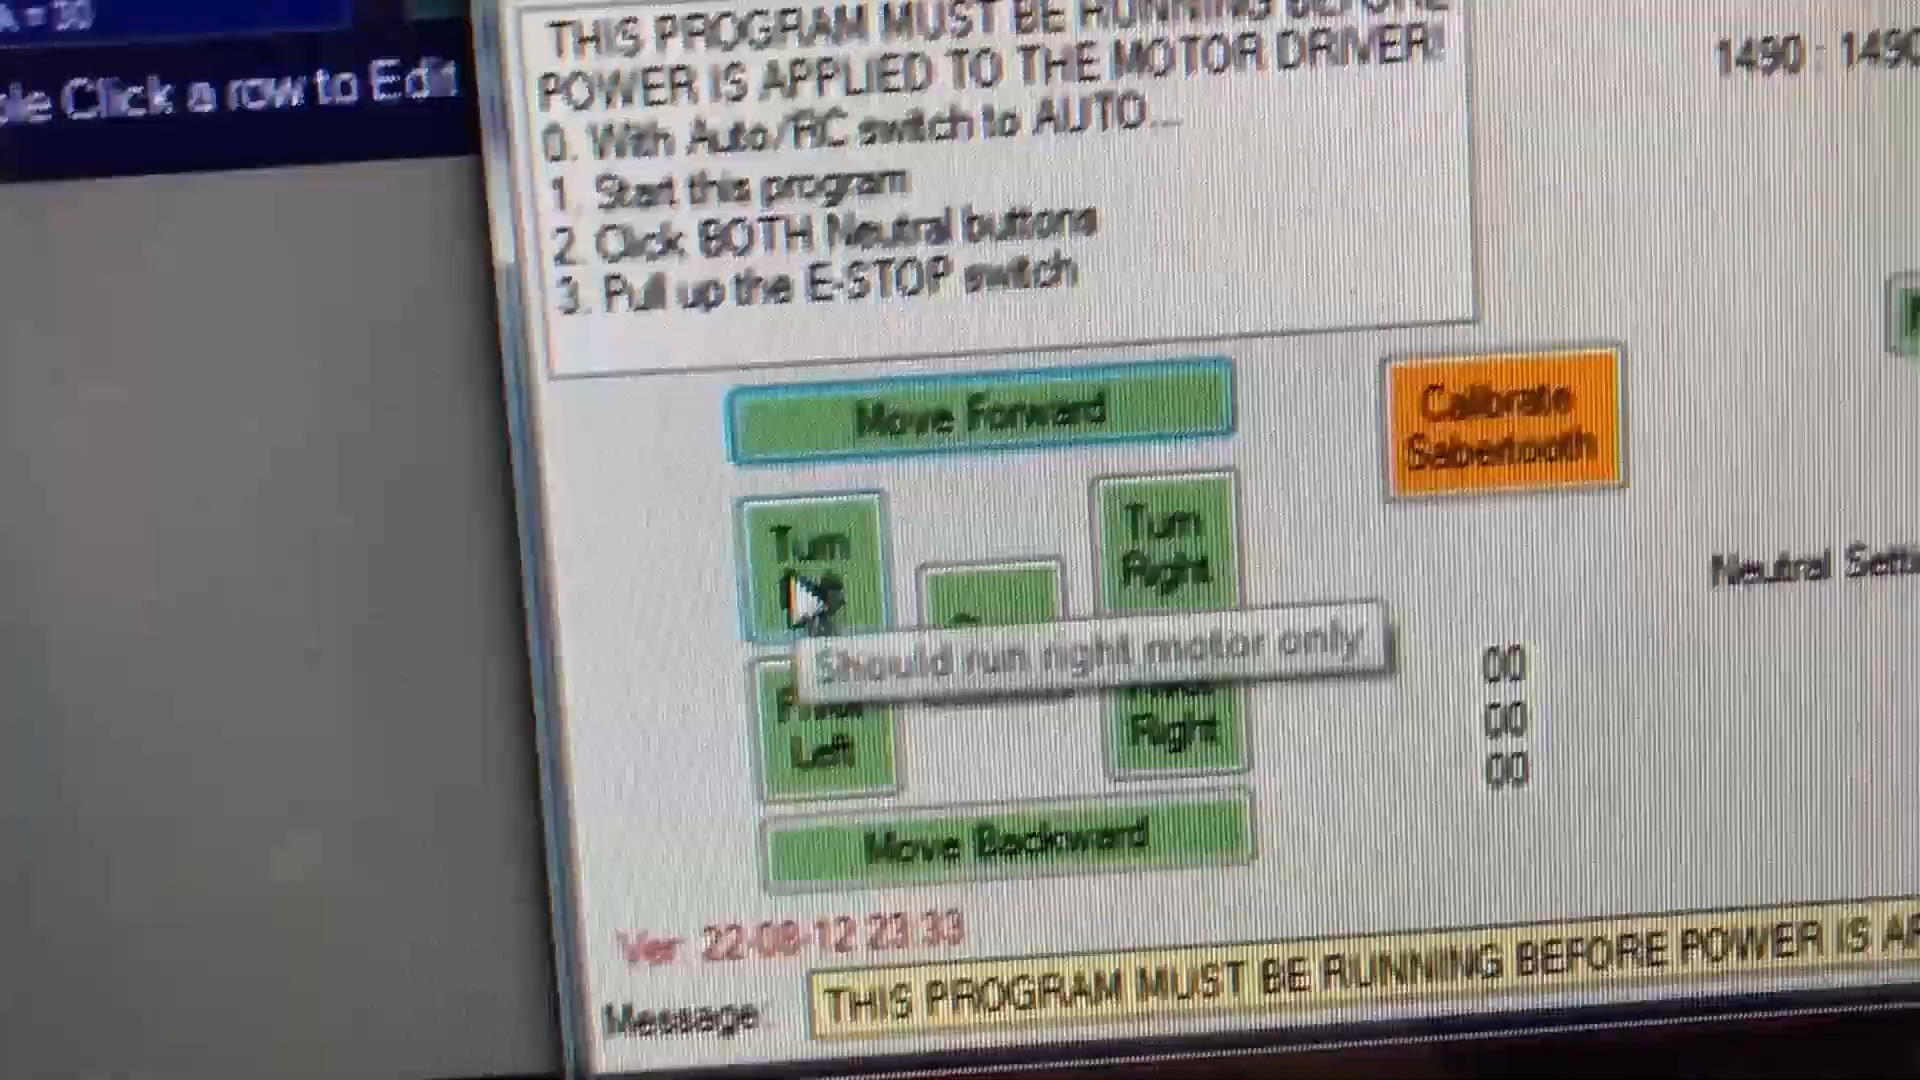 = 30
Click a row to Edit
THIS PROGRAM MUST BE RUNNING BEFORE
POWER IS APPLIED TO THE MOTOR DRIVER!
0. With Auto/RC switch to AUTO...
1. Start this program
2. Click BOTH Neutral buttons
3. Pull up the E-STOP switch
1490 : 1490
Move Forward
Calibrate
Sabertooth
Turn
Turn
Right
Should run right motor only
Left
Right
Move Backward
Neutral
00
00
00
Ver: 22-08-12 23:33
Message: THIS PROGRAM MUST BE RUNNING BEFORE POWER IS